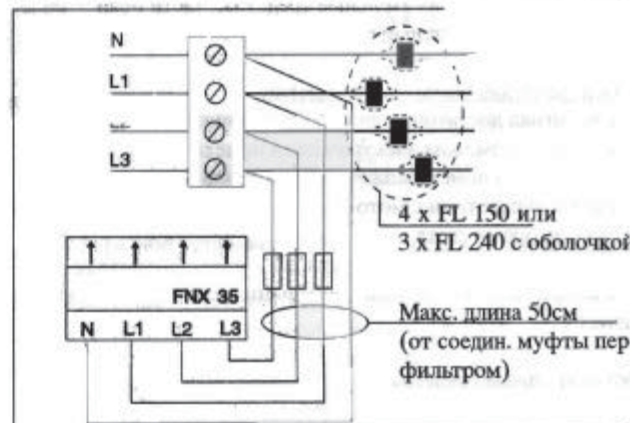 N
L1
L2
L3
4 x FL 150 или
3 x FL 240 с оболочкой
FNX 35
N L1 L2 L3
Макс. длина 50см
(от соедин. муфты пер
фильтром)